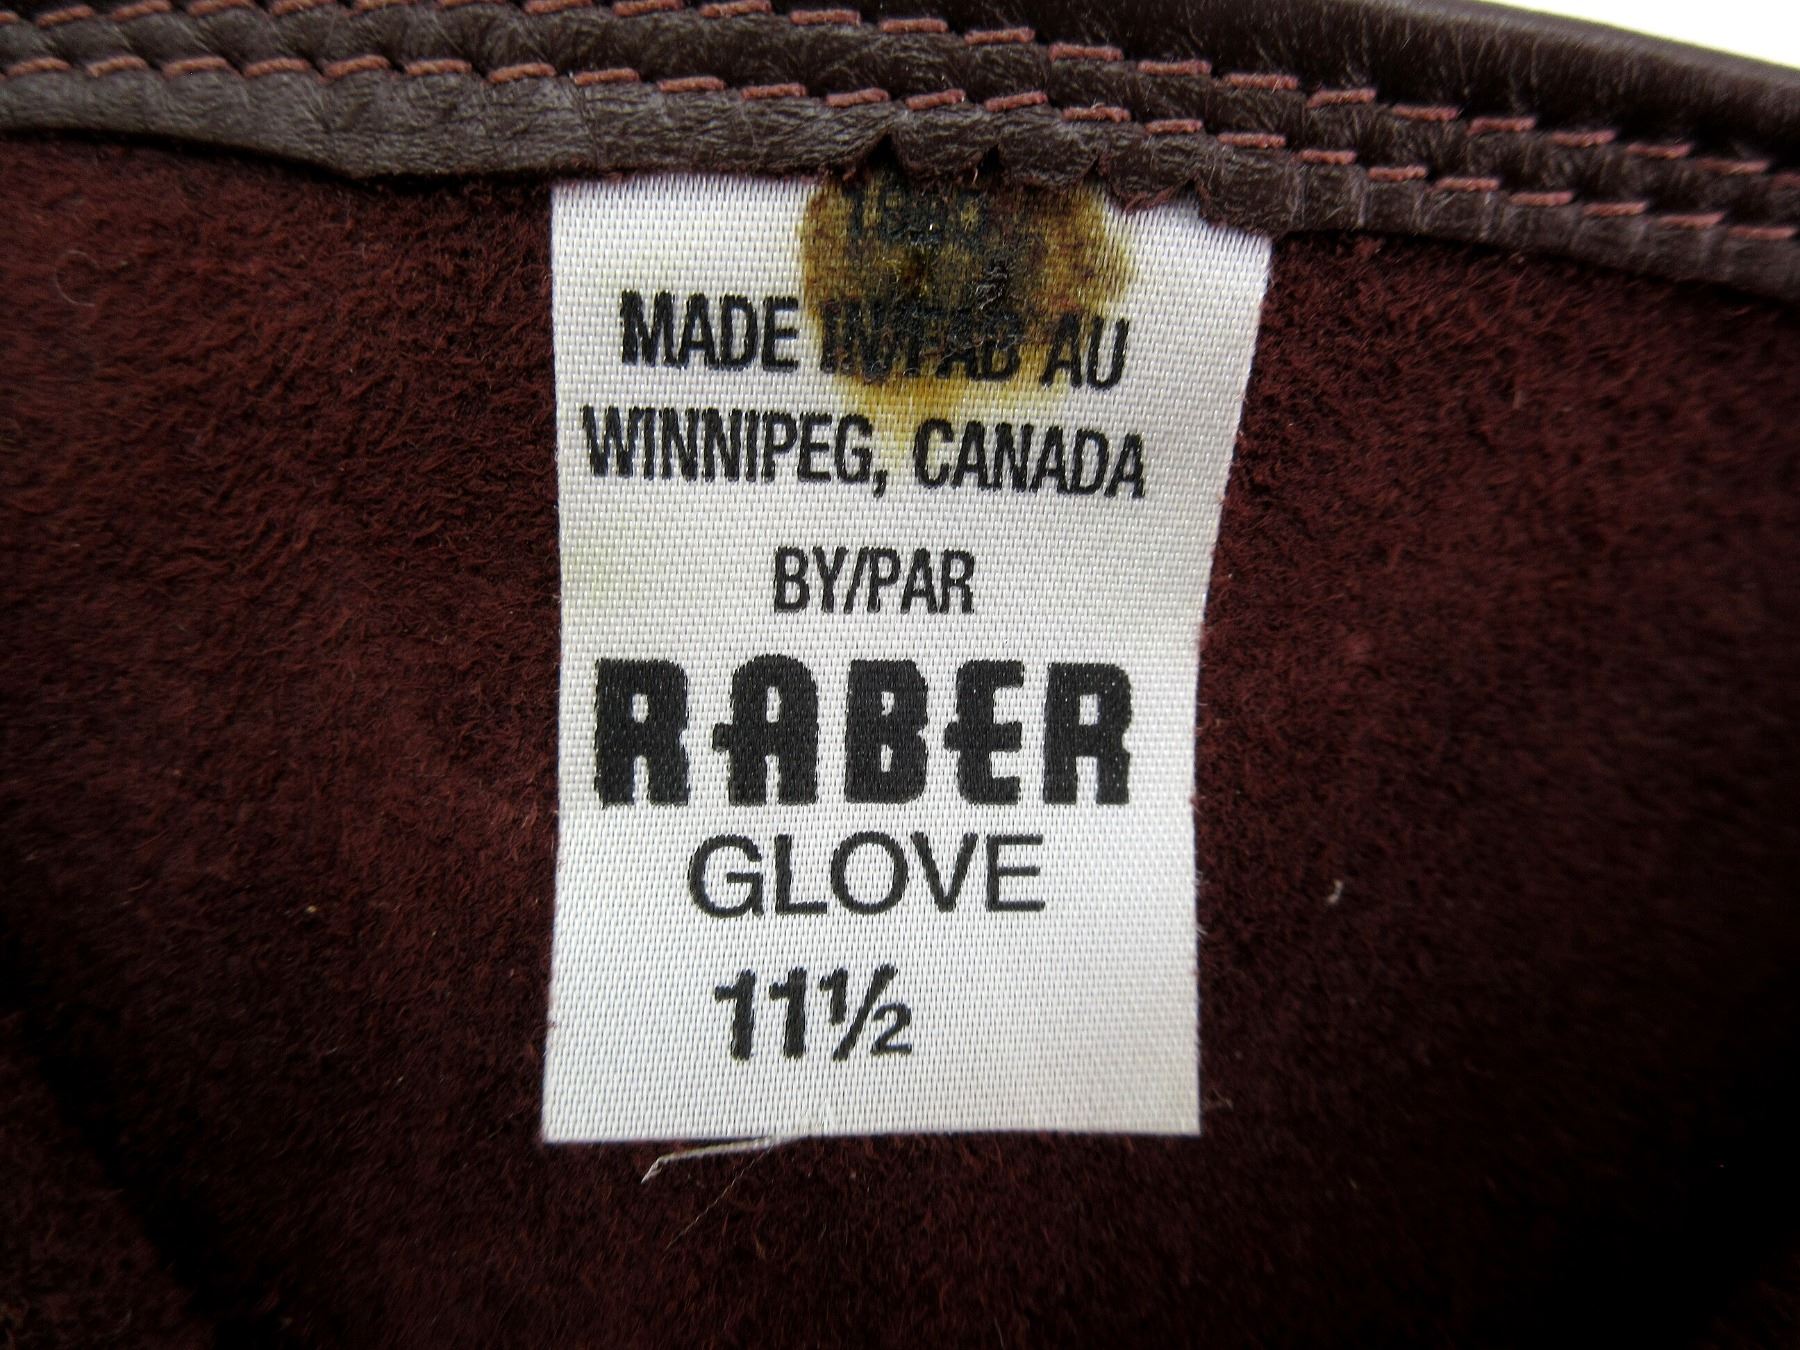 MADE IN/FAB AU
WINNIPEG, CANADA
BY/PAR
RABER
GLOVE
11½